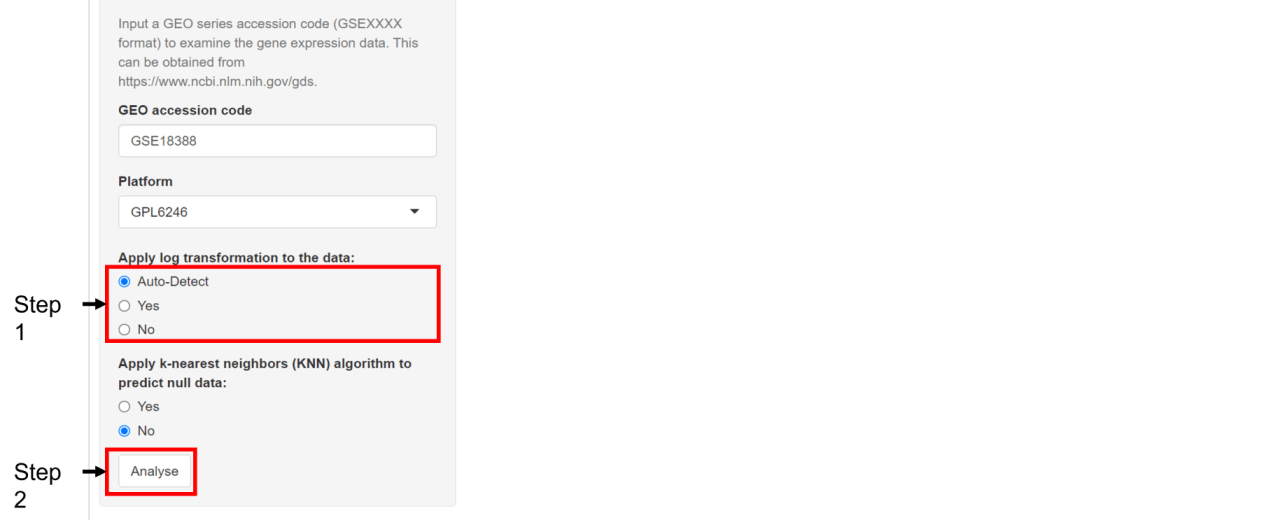 Input a GEO series accession code (GSEXXXX
format) to examine the gene expression data. This
can be obtained from
https://www.ncbi.nlm.nih.gov/gds.
GEO accession code
GSE18388
Platform
GPL6246
Apply log transformation to the data:
Auto-Detect
Yes
No
Step
1
Apply k-nearest neighbors (KNN) algorithm to
predict null data:
Yes
No
Analyse
Step
2